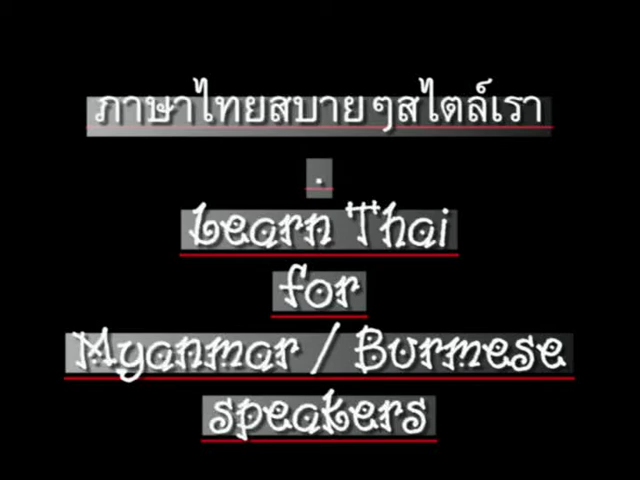 ภาษาไทยสบายๆสไตล์เรา
.
Learn Thai
for
Myanmar / Burmese
speakers